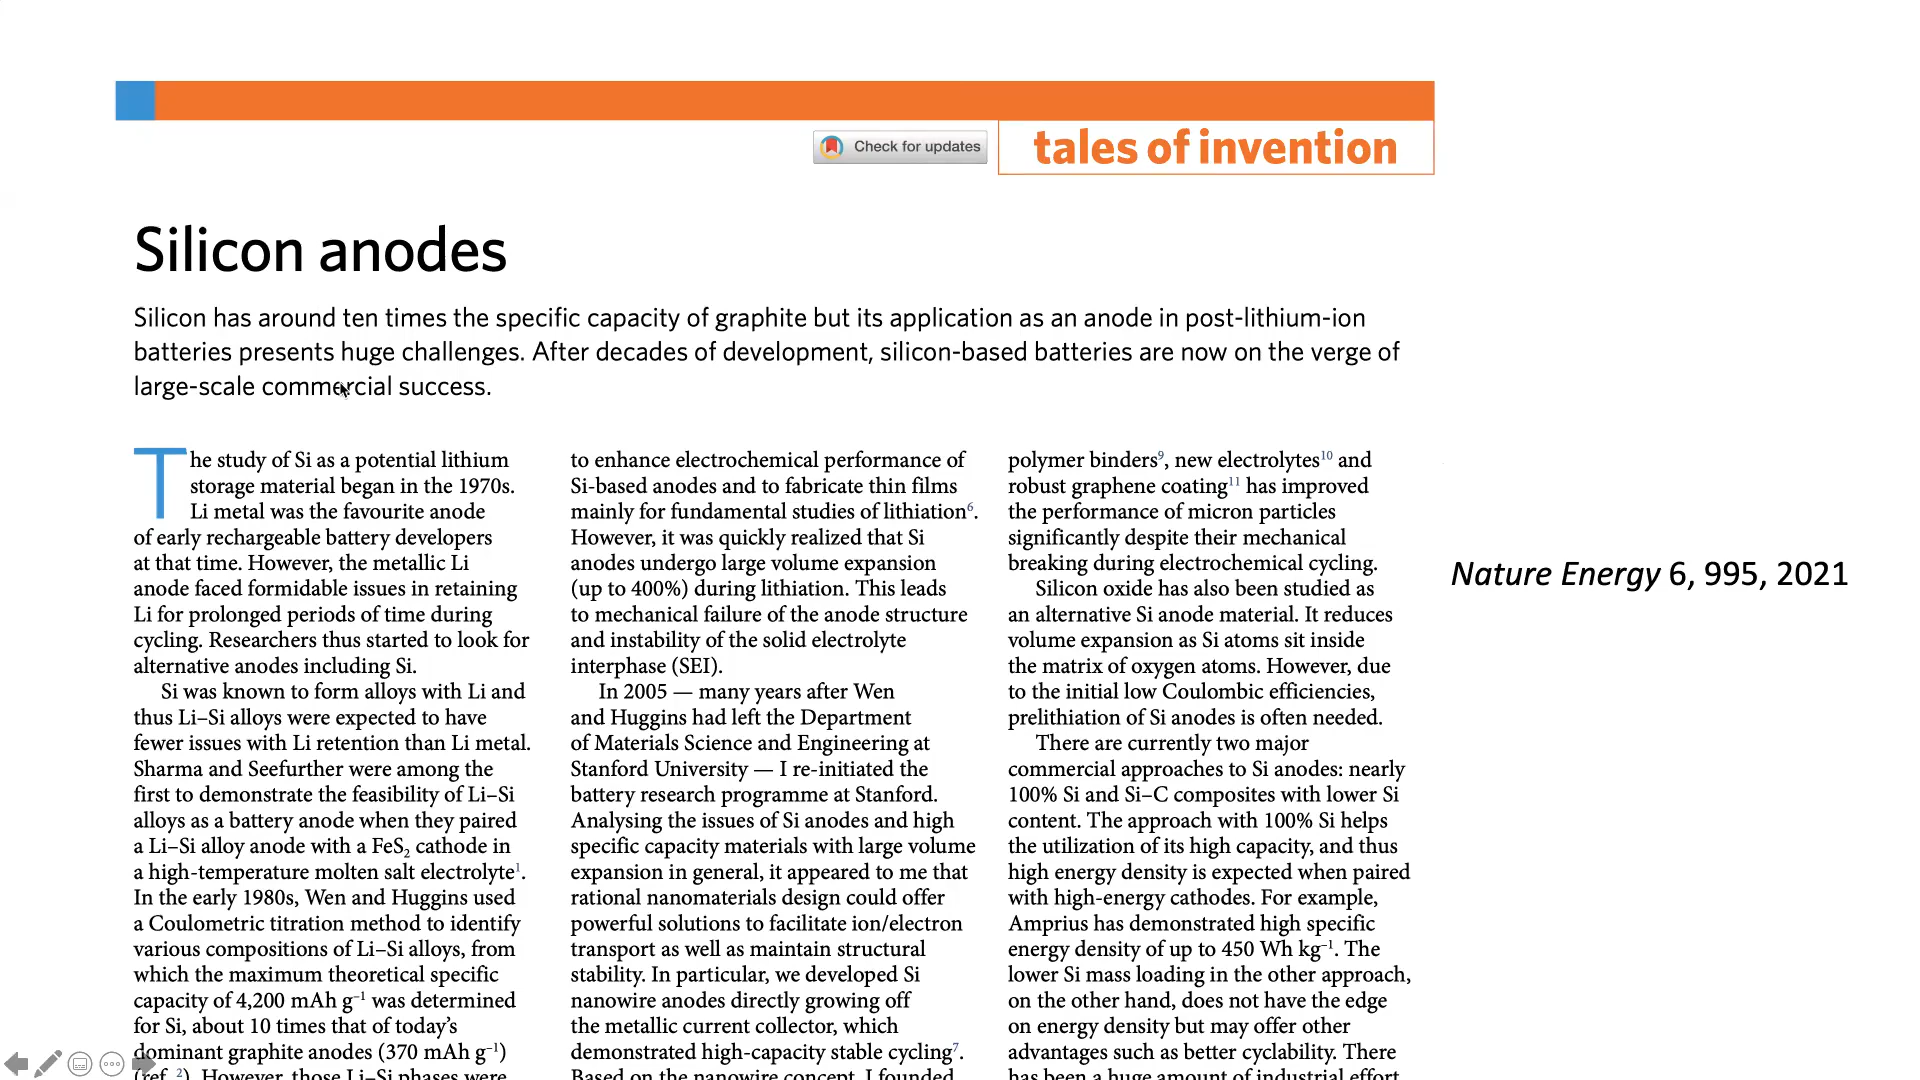 Check for updates
tales of invention
Silicon anodes
Silicon has around ten times the specific capacity of graphite but its application as an anode in post-lithium-ion
batteries presents huge challenges. After decades of development, silicon-based batteries are now on the verge of
large-scale commercial success.
The study of Si as a potential lithium
storage material began in the 1970s.
Li metal was the favourite anode
of early rechargeable battery developers
at that time. However, the metallic Li
anode faced formidable issues in retaining
Li for prolonged periods of time during
cycling. Researchers thus started to look for
alternative anodes including Si.
Si was known to form alloys with Li and
thus Li–Si alloys were expected to have
fewer issues with Li retention than Li metal.
Sharma and Seefurther were among the
first to demonstrate the feasibility of Li–Si
alloys as a battery anode when they paired
a Li–Si alloy anode with a FeS₂ cathode in
a high-temperature molten salt electrolyte¹.
In the early 1980s, Wen and Huggins used
a Coulometric titration method to identify
various compositions of Li–Si alloys, from
which the maximum theoretical specific
capacity of 4,200 mAh g⁻¹ was determined
for Si, about 10 times that of today's
dominant graphite anodes (370 mAh g⁻¹)
(ref. ²). However, those Li–Si phases were
to enhance electrochemical performance of
Si-based anodes and to fabricate thin films
mainly for fundamental studies of lithiation⁶.
However, it was quickly realized that Si
anodes undergo large volume expansion
(up to 400%) during lithiation. This leads
to mechanical failure of the anode structure
and instability of the solid electrolyte
interphase (SEI).
In 2005 — many years after Wen
and Huggins had left the Department
of Materials Science and Engineering at
Stanford University — I re-initiated the
battery research programme at Stanford.
Analysing the issues of Si anodes and high
specific capacity materials with large volume
expansion in general, it appeared to me that
rational nanomaterials design could offer
powerful solutions to facilitate ion/electron
transport as well as maintain structural
stability. In particular, we developed Si
nanowire anodes directly growing off
the metallic current collector, which
demonstrated high-capacity stable cycling⁷.
Based on the nanowire concept, I founded
polymer binders⁹, new electrolytes¹⁰ and
robust graphene coating¹¹ has improved
the performance of micron particles
significantly despite their mechanical
breaking during electrochemical cycling.
Silicon oxide has also been studied as
an alternative Si anode material. It reduces
volume expansion as Si atoms sit inside
the matrix of oxygen atoms. However, due
to the initial low Coulombic efficiencies,
prelithiation of Si anodes is often needed.
There are currently two major
commercial approaches to Si anodes: nearly
100% Si and Si–C composites with lower Si
content. The approach with 100% Si helps
the utilization of its high capacity, and thus
high energy density is expected when paired
with high-energy cathodes. For example,
Amprius has demonstrated high specific
energy density of up to 450 Wh kg⁻¹. The
lower Si mass loading in the other approach,
on the other hand, does not have the edge
on energy density but may offer other
advantages such as better cyclability. There
has been a huge amount of industrial effort
Nature Energy 6, 995, 2021